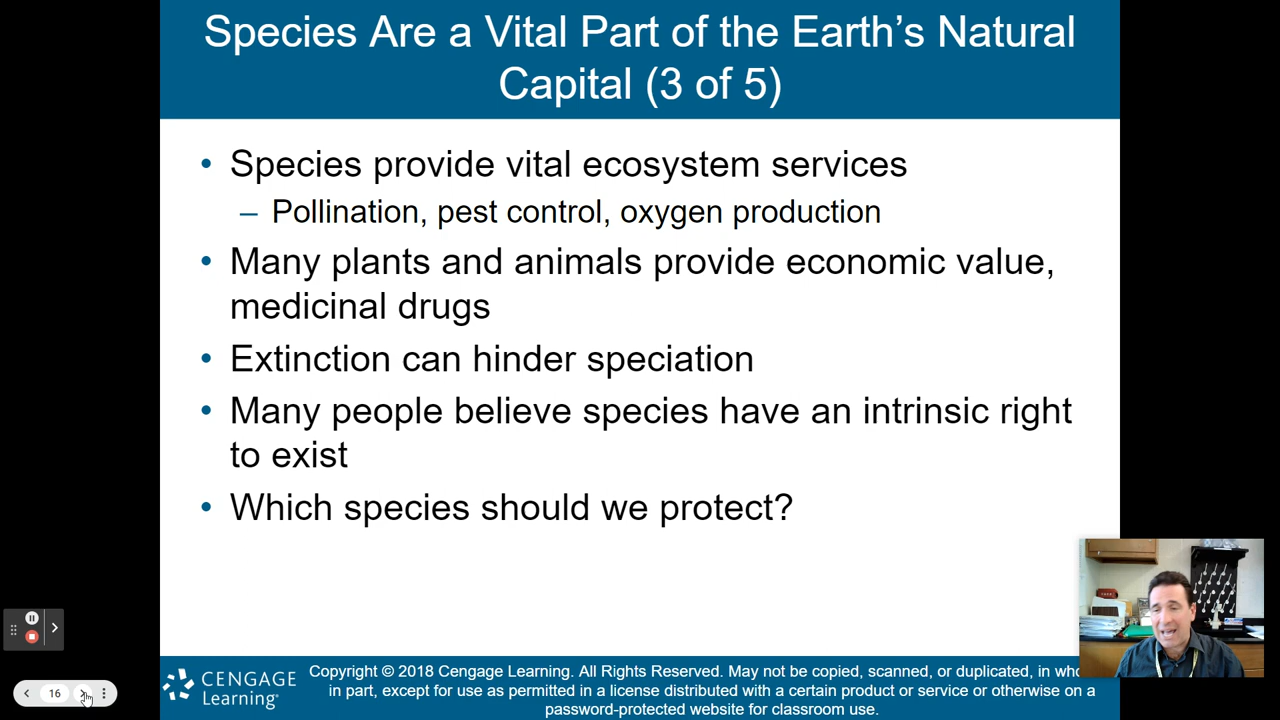 Species Are a Vital Part of the Earth's Natural
Capital (3 of 5)
• Species provide vital ecosystem services
– Pollination, pest control, oxygen production
• Many plants and animals provide economic value,
medicinal drugs
• Extinction can hinder speciation
• Many people believe species have an intrinsic right
to exist
• Which species should we protect?
16
CENGAGE
Learning®
Copyright © 2018 Cengage Learning. All Rights Reserved. May not be copied, scanned, or duplicated, in
in part, except for use as permitted in a license distributed with a certain product or service or otherwise on a
password-protected website for classroom use.